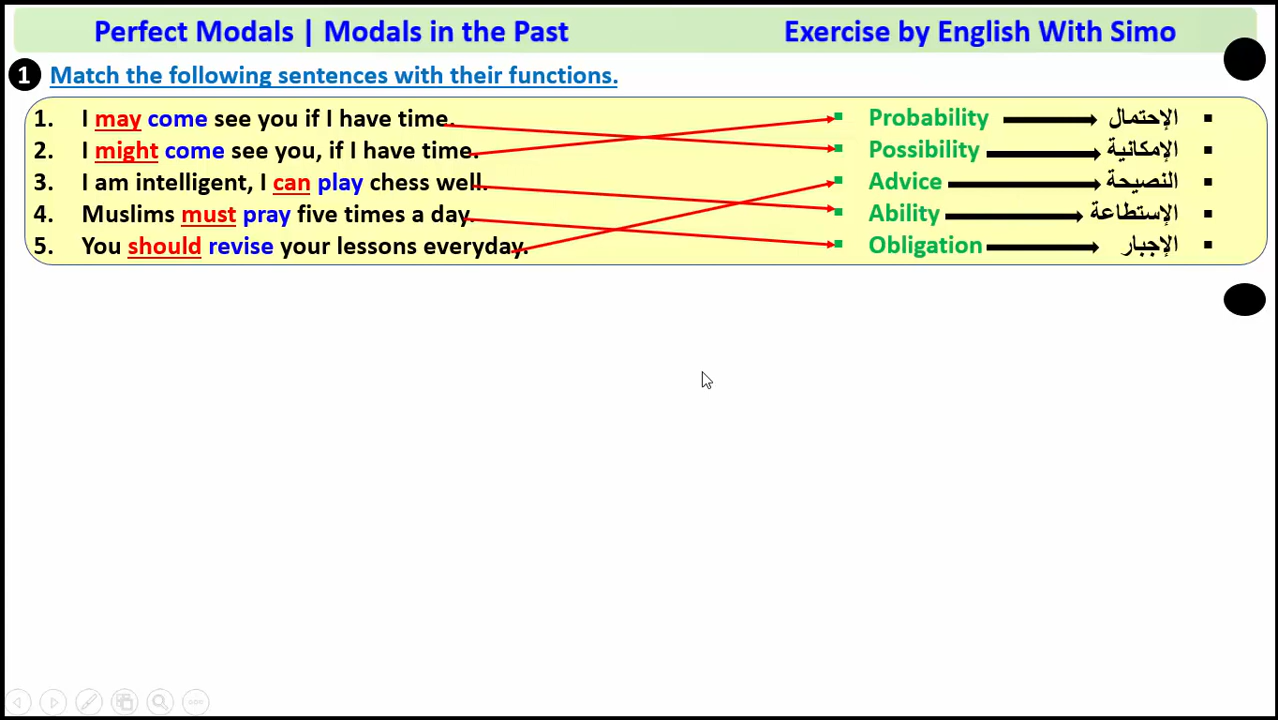 Perfect Modals | Modals in the Past Exercise by English With Simo
1 Match the following sentences with their functions.
1. I may come see you if I have time. Probability الإحتمال
2. I might come see you, if I have time. Possibility الإمكانية
3. I am intelligent, I can play chess well. Advice النصيحة
4. Muslims must pray five times a day. Ability الإستطاعة
5. You should revise your lessons everyday. Obligation الإجبار